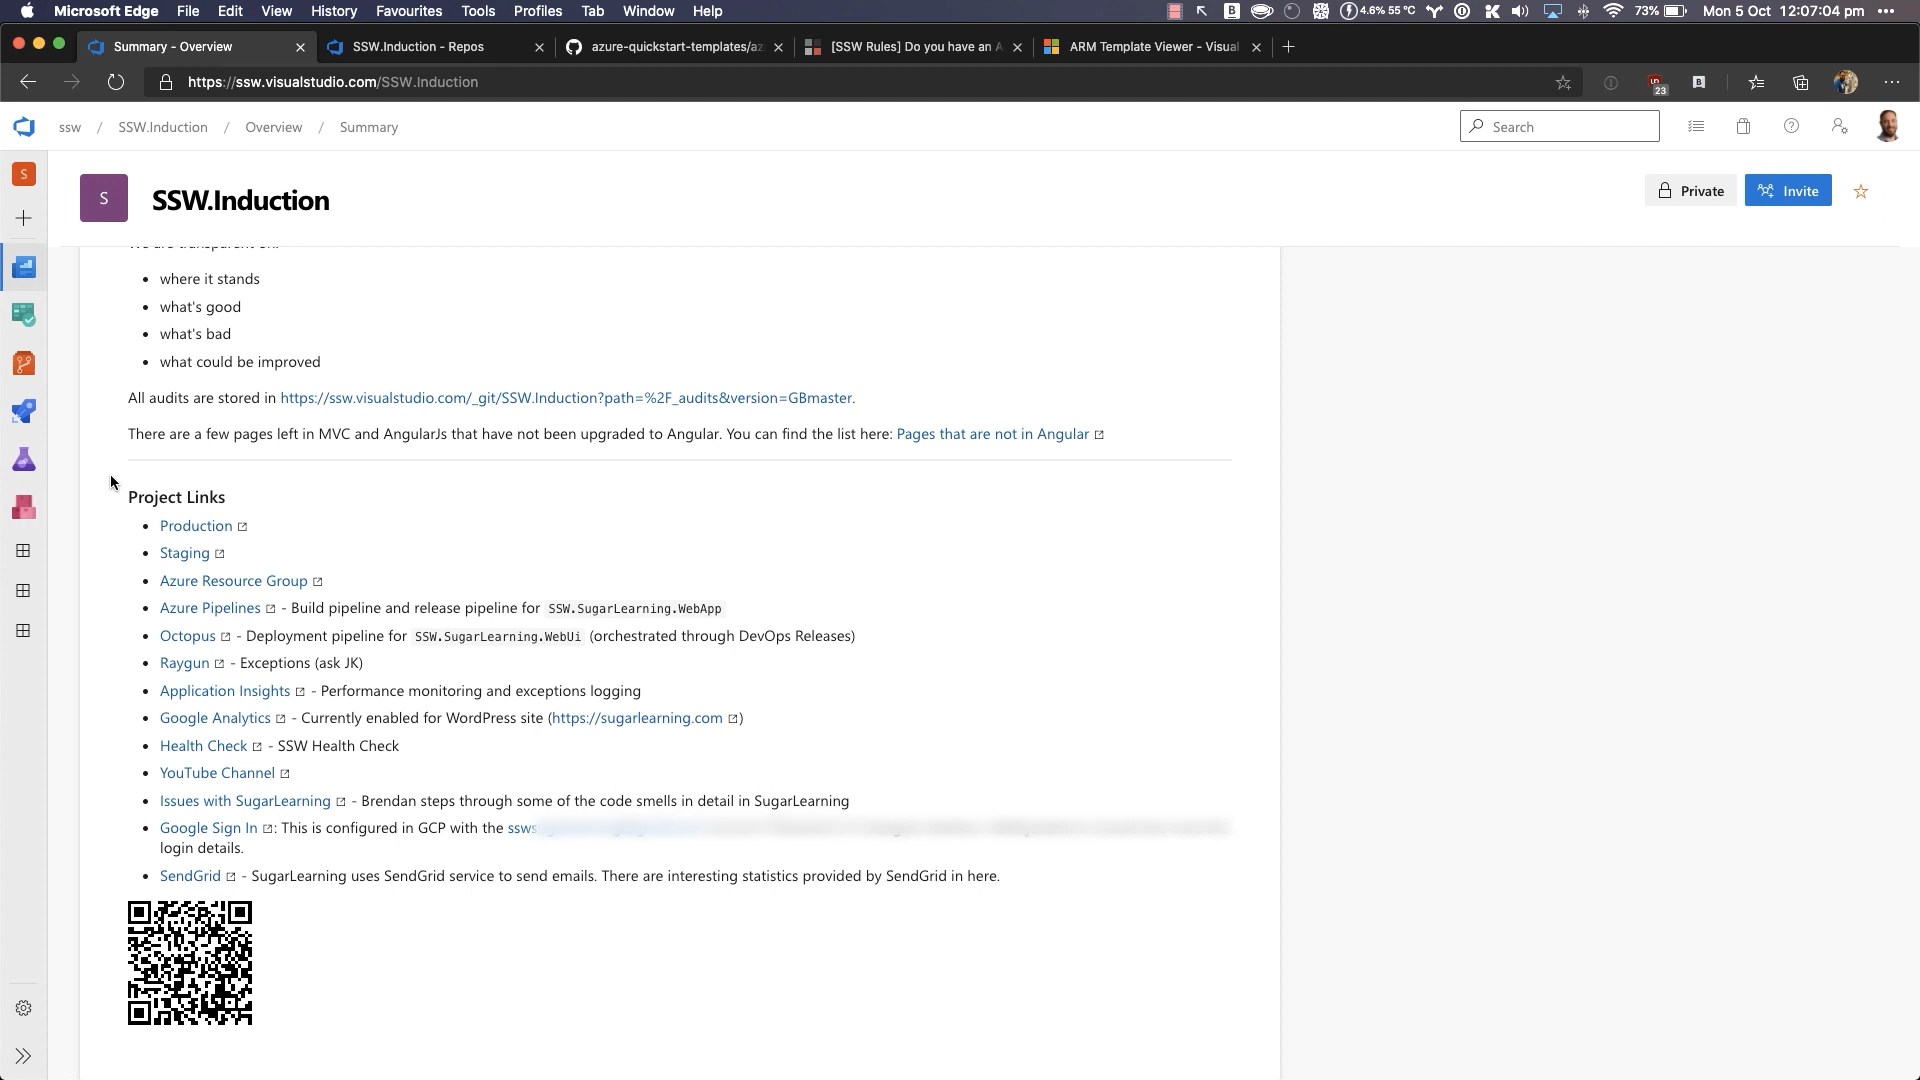 Microsoft Edge File Edit View History Favourites Tools Profiles Tab Window Help 4.6% 55 °C 73% Mon 5 Oct 12:07:04 pm
Summary - Overview SSW.Induction - Repos azure-quickstart-templates/az [SSW Rules] Do you have an A ARM Template Viewer - Visual
https://ssw.visualstudio.com/SSW.Induction 23
ssw / SSW.Induction / Overview / Summary Search
S
S SSW.Induction Private Invite
We are transparent on:
• where it stands
• what's good
• what's bad
• what could be improved
All audits are stored in https://ssw.visualstudio.com/_git/SSW.Induction?path=%2F_audits&version=GBmaster.
There are a few pages left in MVC and AngularJs that have not been upgraded to Angular. You can find the list here: Pages that are not in Angular
Project Links
• Production
• Staging
• Azure Resource Group
• Azure Pipelines - Build pipeline and release pipeline for SSW.SugarLearning.WebApp
• Octopus - Deployment pipeline for SSW.SugarLearning.WebUi (orchestrated through DevOps Releases)
• Raygun - Exceptions (ask JK)
• Application Insights - Performance monitoring and exceptions logging
• Google Analytics - Currently enabled for WordPress site (https://sugarlearning.com)
• Health Check - SSW Health Check
• YouTube Channel
• Issues with SugarLearning - Brendan steps through some of the code smells in detail in SugarLearning
• Google Sign In: This is configured in GCP with the ssws
login details.
• SendGrid - SugarLearning uses SendGrid service to send emails. There are interesting statistics provided by SendGrid in here.